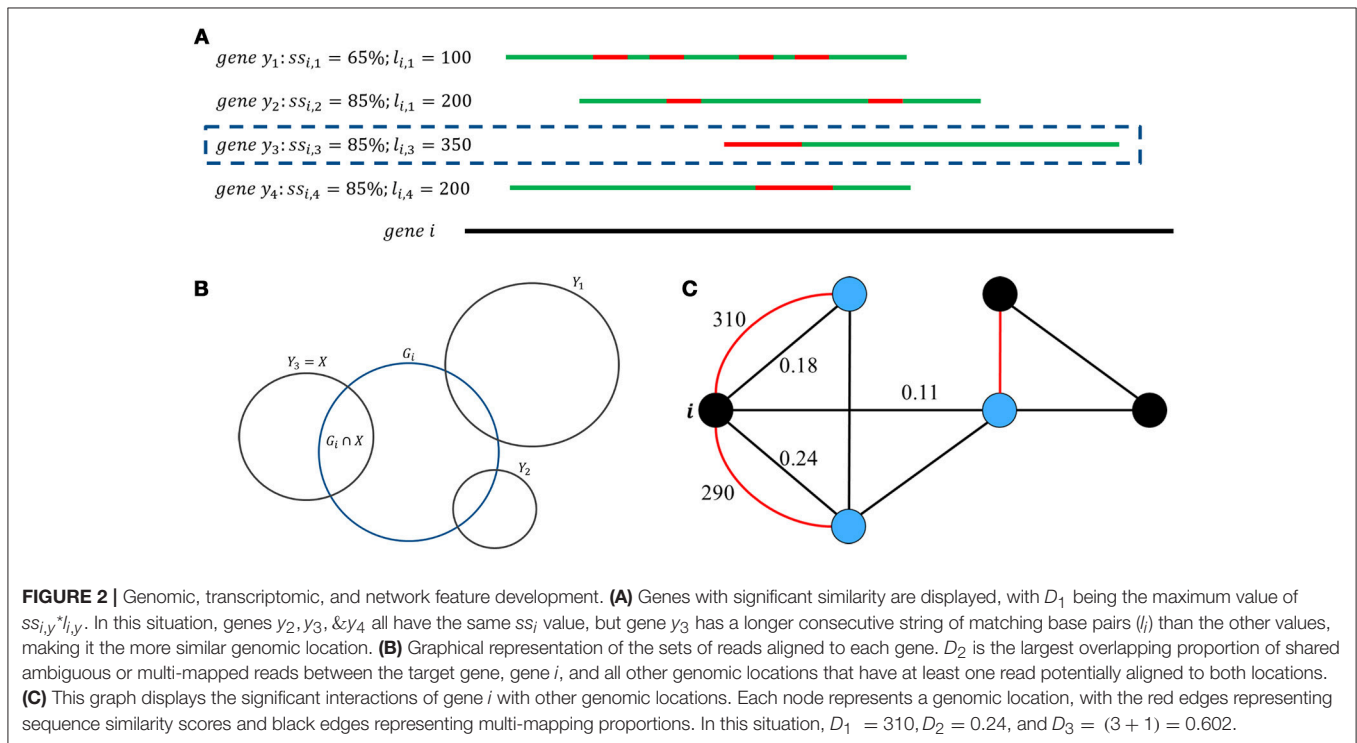 A
gene y₁: ssᵢ,₁ = 65%; lᵢ,₁ = 100
gene y₂: ssᵢ,₂ = 85%; lᵢ,₁ = 200
gene y₃: ssᵢ,₃ = 85%; lᵢ,₃ = 350
gene y₄: ssᵢ,₄ = 85%; lᵢ,₄ = 200
gene i
B
Y₁
Gᵢ
Y₃ = X
Gᵢ ∩ X
Y₂
C
310
0.18
0.11
i
0.24
290
FIGURE 2 | Genomic, transcriptomic, and network feature development. (A) Genes with significant similarity are displayed, with D₁ being the maximum value of
ssᵢ,y*lᵢ,y. In this situation, genes y₂, y₃, &y₄ all have the same ssᵢ value, but gene y₃ has a longer consecutive string of matching base pairs (lᵢ) than the other values,
making it the more similar genomic location. (B) Graphical representation of the sets of reads aligned to each gene. D₂ is the largest overlapping proportion of shared
ambiguous or multi-mapped reads between the target gene, gene i, and all other genomic locations that have at least one read potentially aligned to both locations.
(C) This graph displays the significant interactions of gene i with other genomic locations. Each node represents a genomic location, with the red edges representing
sequence similarity scores and black edges representing multi-mapping proportions. In this situation, D₁ = 310, D₂ = 0.24, and D₃ = (3 + 1) = 0.602.